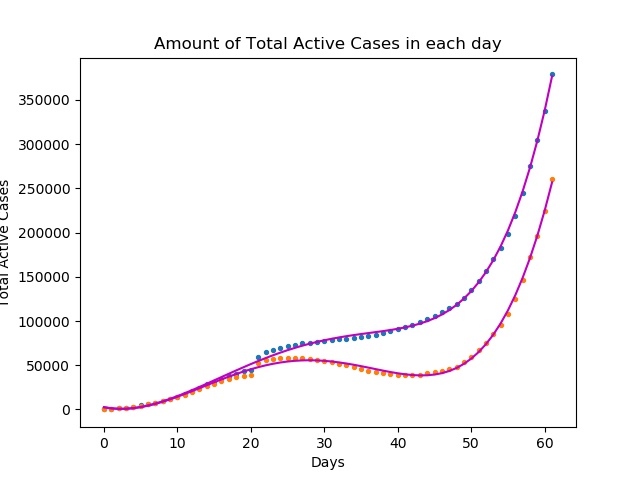 Amount of Total Active Cases in each day
350000
300000
250000
200000
150000
100000
50000
0
Total Active Cases
0 10 20 30 40 50 60
Days